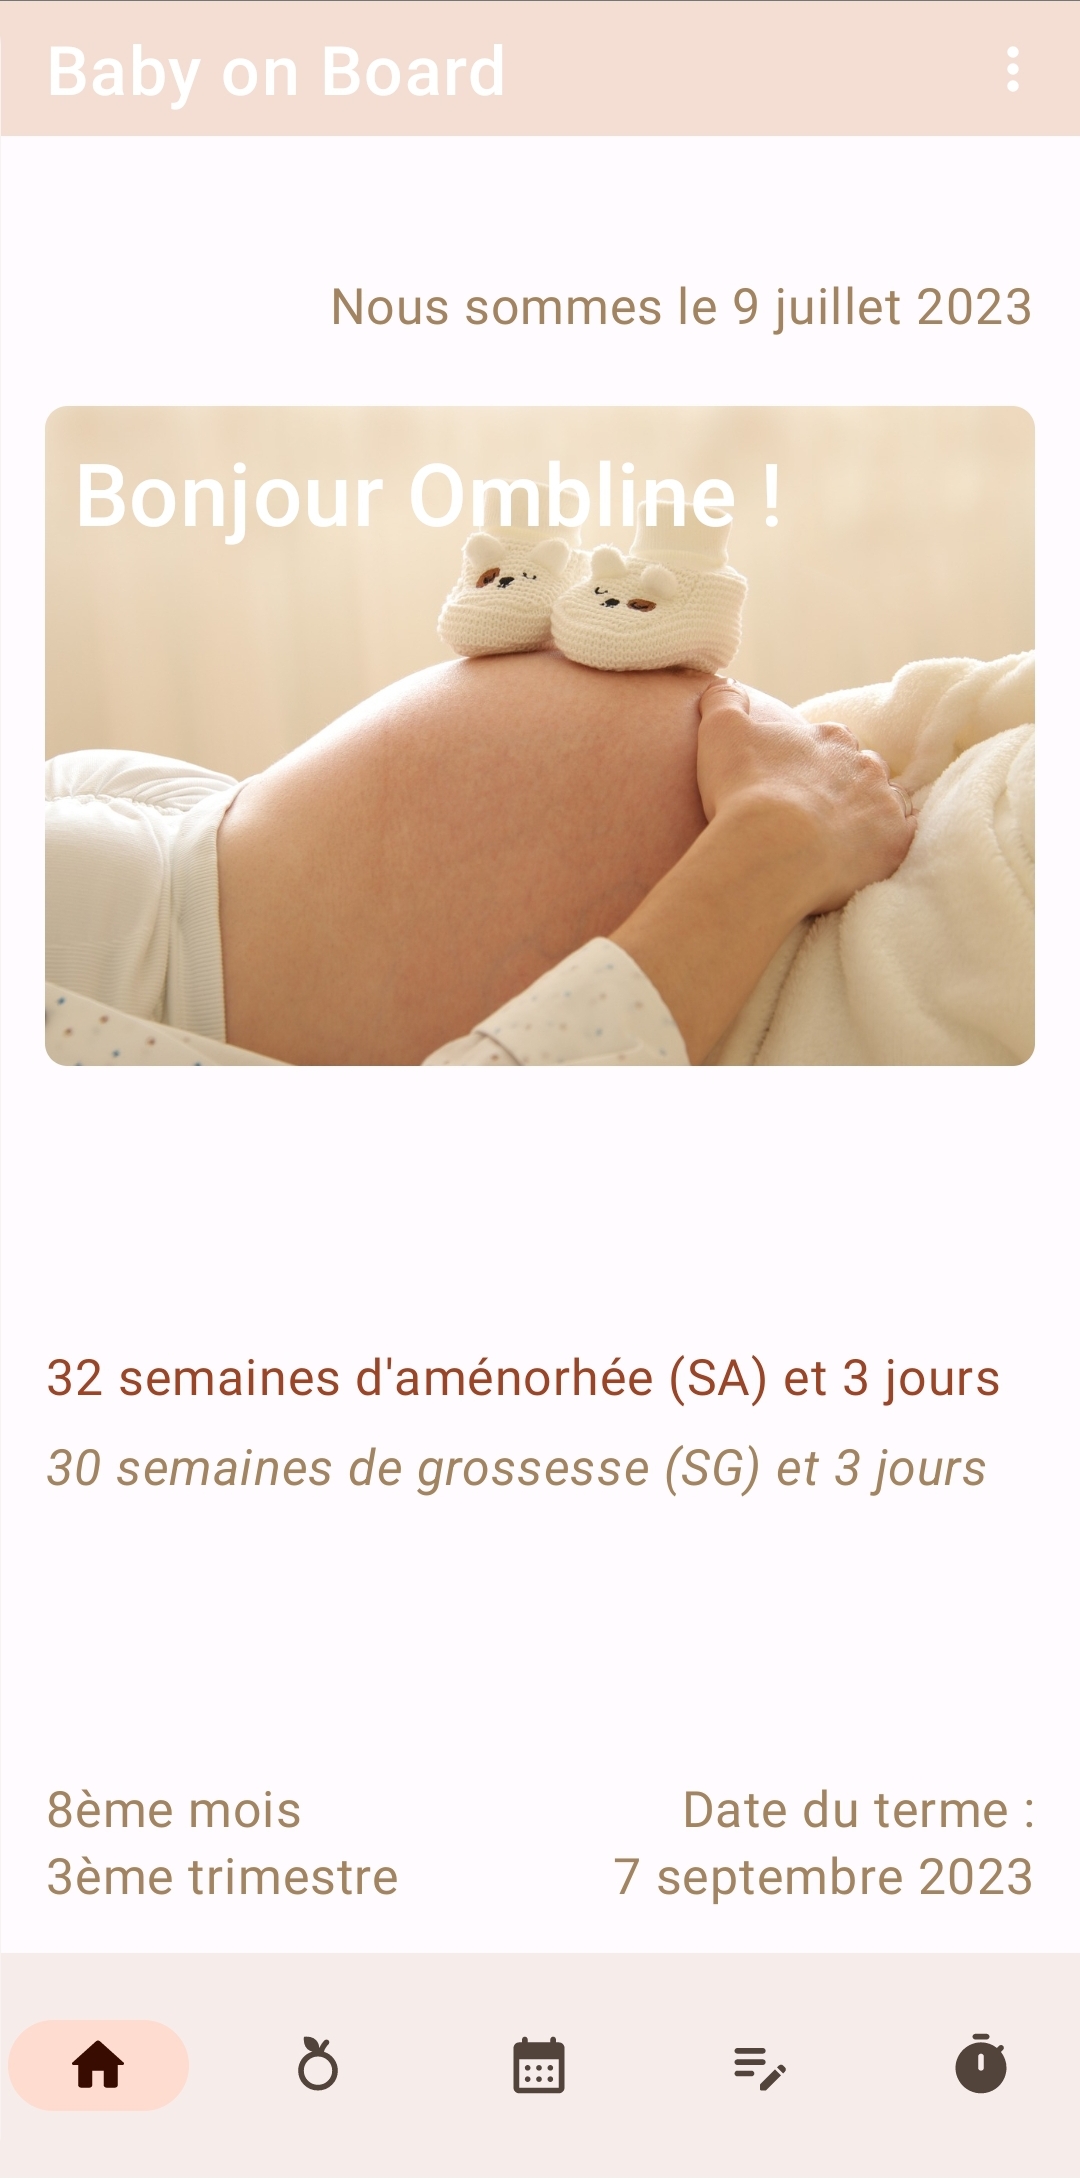 Baby on Board
Nous sommes le 9 juillet 2023
Bonjour Ombline !
32 semaines d'aménorhée (SA) et 3 jours
30 semaines de grossesse (SG) et 3 jours
8ème mois
3ème trimestre
Date du terme :
7 septembre 2023